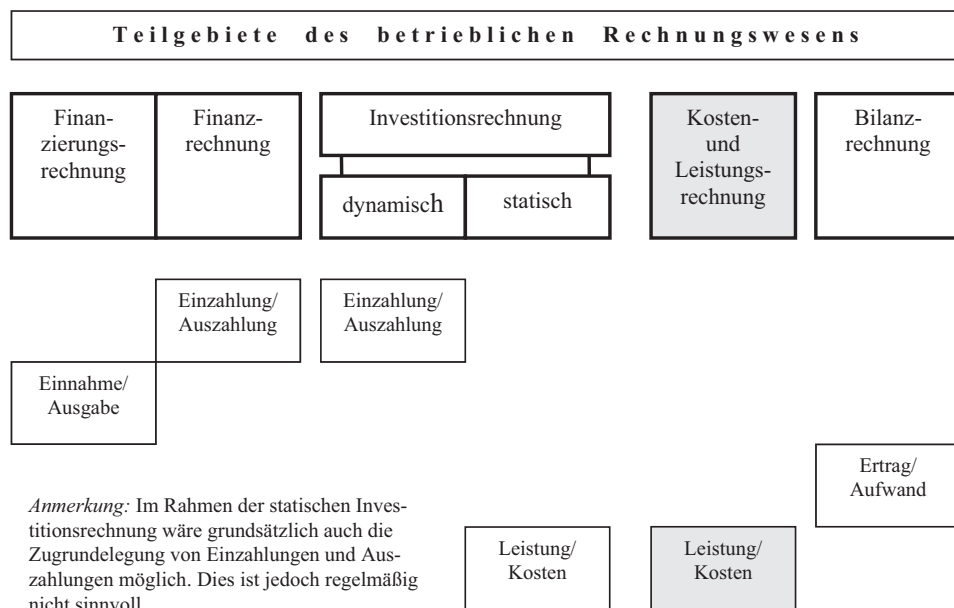 Teilgebiete des betrieblichen Rechnungswesens
Finan-
zierungs-
rechnung
Finanz-
rechnung
Investitionsrechnung
dynamisch
statisch
Kosten-
und
Leistungs-
rechnung
Bilanz-
rechnung
Einzahlung/
Auszahlung
Einzahlung/
Auszahlung
Einnahme/
Ausgabe
Ertrag/
Aufwand
Anmerkung: Im Rahmen der statischen Inves-
titionsrechnung wäre grundsätzlich auch die
Zugrundelegung von Einzahlungen und Aus-
zahlungen möglich. Dies ist jedoch regelmäßig
nicht sinnvoll
Leistung/
Kosten
Leistung/
Kosten